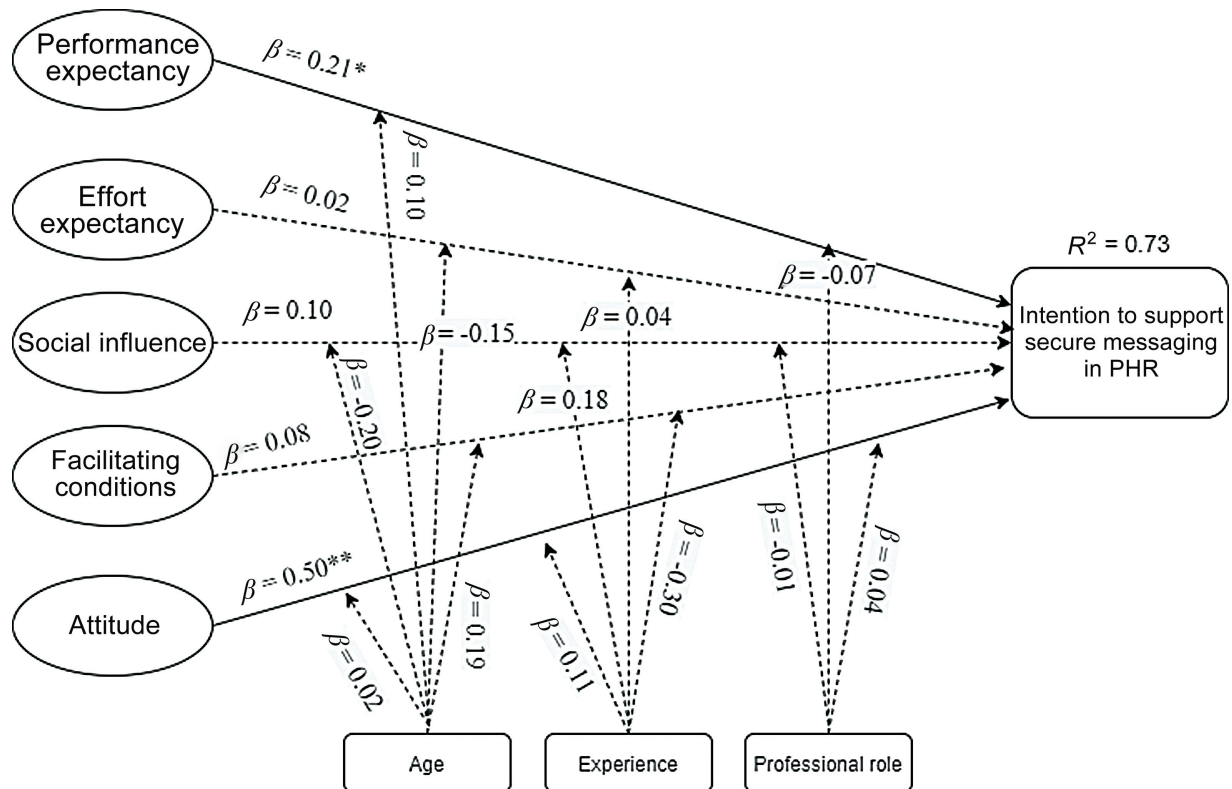 Performance
expectancy
β = 0.21*
β = 0.10
Effort
expectancy
β = 0.02
R² = 0.73
β = -0.07
Intention to support
secure messaging
in PHR
Social influence
β = 0.10
β = -0.15
β = 0.04
β = -0.20
β = 0.18
Facilitating
conditions
β = 0.08
β = -0.30
β = -0.01
β = 0.04
Attitude
β = 0.50**
β = 0.02
β = 0.19
β = 0.11
Age
Experience
Professional role